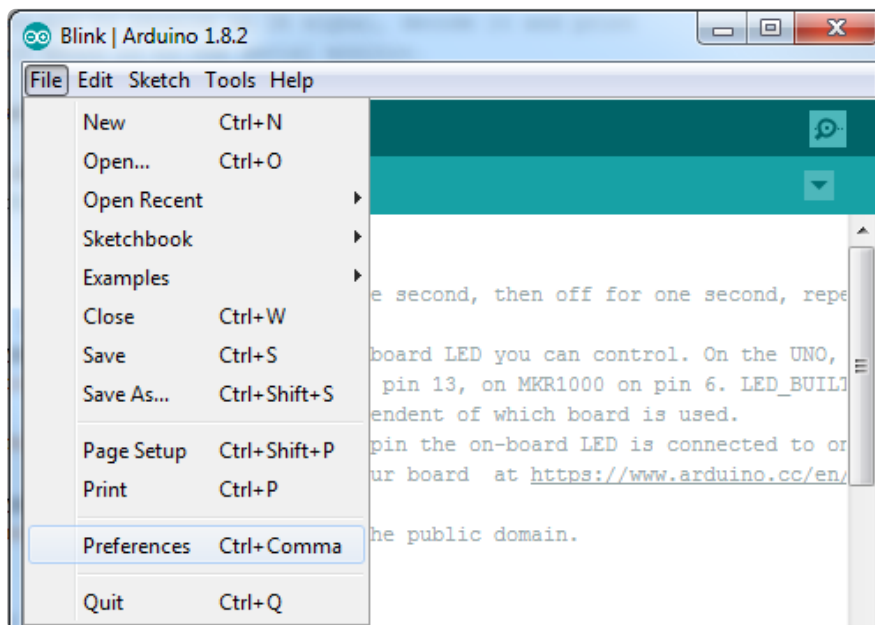 Blink | Arduino 1.8.2
File Edit Sketch Tools Help
New Ctrl+N
Open... Ctrl+O
Open Recent
Sketchbook
Examples
Close Ctrl+W
Save Ctrl+S
Save As... Ctrl+Shift+S
Page Setup Ctrl+Shift+P
Print Ctrl+P
Preferences Ctrl+Comma
Quit Ctrl+Q
e second, then off for one second, repe
board LED you can control. On the UNO,
pin 13, on MKR1000 on pin 6. LED_BUILT
endent of which board is used.
pin the on-board LED is connected to on
ur board at https://www.arduino.cc/en/
he public domain.